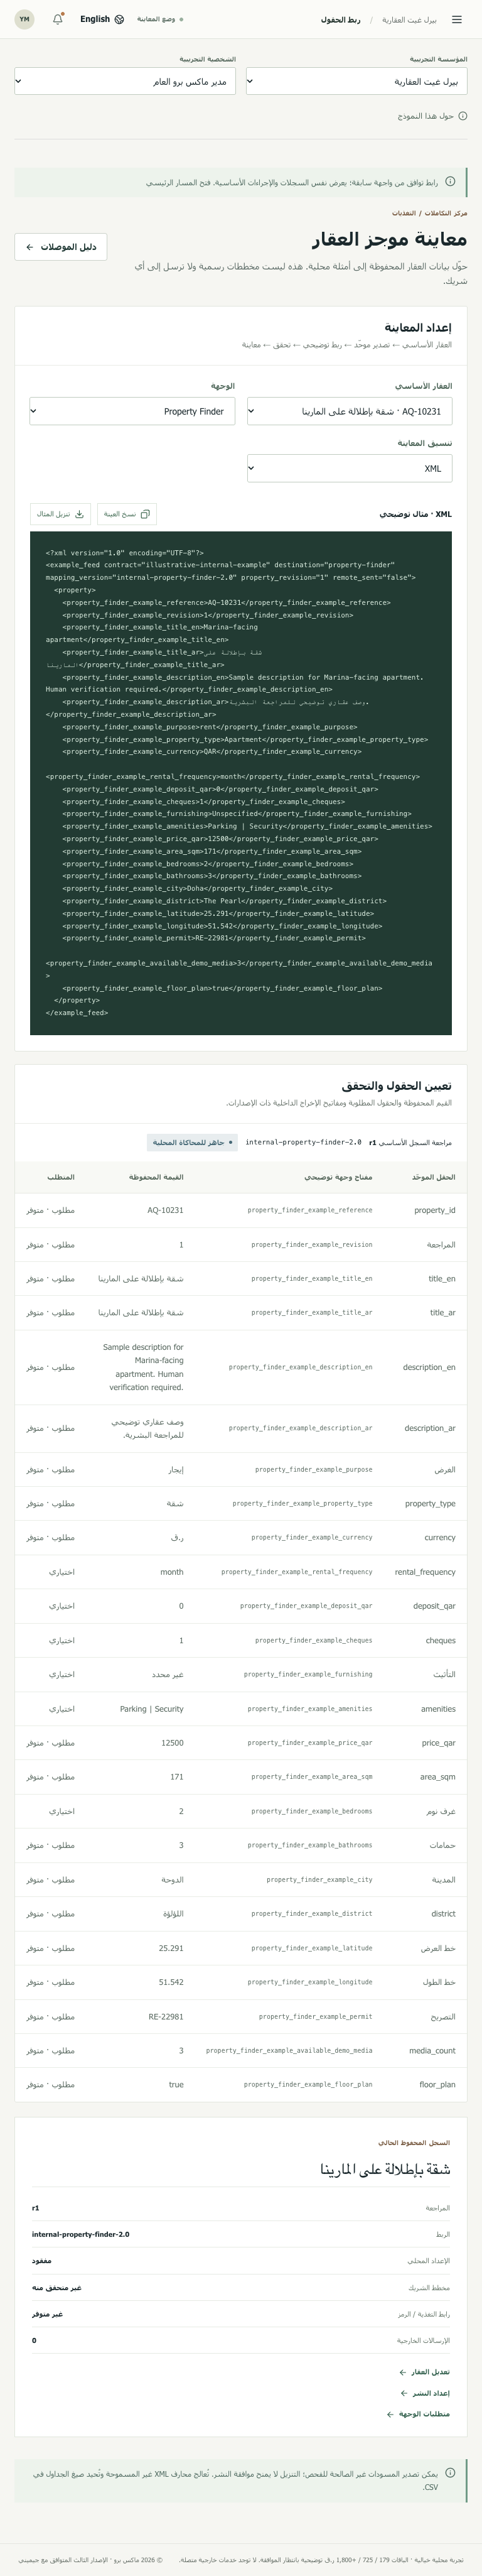 بيرل غيت العقارية / ربط الحقول
وضع المعاينة
English
YM
المؤسسة التجريبية
بيرل غيت العقارية
الشخصية التجريبية
مدير ماكس برو العام
حول هذا النموذج
رابط توافق من واجهة سابقة؛ يعرض نفس السجلات والإجراءات الأساسية. فتح المسار الرئيسي
مركز التكاملات / التغذيات
معاينة موجز العقار
حوّل بيانات العقار المحفوظة إلى أمثلة محلية. هذه ليست مخططات رسمية ولا ترسل إلى أي
شريك.
دليل الموصلات ←
إعداد المعاينة
العقار الأساسي ← تصدير موحّد ← ربط توضيحي ← تحقق ← معاينة
العقار الأساسي
AQ-10231 · شقة بإطلالة على المارينا
الوجهة
Property Finder
تنسيق المعاينة
XML
XML · مثال توضيحي
نسخ العينة
تنزيل المثال
<?xml version="1.0" encoding="UTF-8"?>
<example_feed contract="illustrative-internal-example" destination="property-finder"
mapping_version="internal-property-finder-2.0" property_revision="1" remote_sent="false">
<property>
<property_finder_example_reference>AQ-10231</property_finder_example_reference>
<property_finder_example_revision>1</property_finder_example_revision>
<property_finder_example_title_en>Marina-facing
apartment</property_finder_example_title_en>
<property_finder_example_title_ar>شقة بإطلالة على
المارينا</property_finder_example_title_ar>
<property_finder_example_description_en>Sample description for Marina-facing apartment.
Human verification required.</property_finder_example_description_en>
<property_finder_example_description_ar>وصف عقاري توضيحي للمراجعة البشرية.
</property_finder_example_description_ar>
<property_finder_example_purpose>rent</property_finder_example_purpose>
<property_finder_example_property_type>Apartment</property_finder_example_property_type>
<property_finder_example_currency>QAR</property_finder_example_currency>
<property_finder_example_rental_frequency>month</property_finder_example_rental_frequency>
<property_finder_example_deposit_qar>0</property_finder_example_deposit_qar>
<property_finder_example_cheques>1</property_finder_example_cheques>
<property_finder_example_furnishing>Unspecified</property_finder_example_furnishing>
<property_finder_example_amenities>Parking | Security</property_finder_example_amenities>
<property_finder_example_price_qar>12500</property_finder_example_price_qar>
<property_finder_example_area_sqm>171</property_finder_example_area_sqm>
<property_finder_example_bedrooms>2</property_finder_example_bedrooms>
<property_finder_example_bathrooms>3</property_finder_example_bathrooms>
<property_finder_example_city>Doha</property_finder_example_city>
<property_finder_example_district>The Pearl</property_finder_example_district>
<property_finder_example_latitude>25.291</property_finder_example_latitude>
<property_finder_example_longitude>51.542</property_finder_example_longitude>
<property_finder_example_permit>RE-22981</property_finder_example_permit>
<property_finder_example_available_demo_media>3</property_finder_example_available_demo_media
>
<property_finder_example_floor_plan>true</property_finder_example_floor_plan>
</property>
</example_feed>
تعيين الحقول والتحقق
القيم المحفوظة والحقول المطلوبة ومفاتيح الإخراج الداخلية ذات الإصدارات.
مراجعة السجل الأساسي r1 internal-property-finder-2.0 جاهز للمحاكاة المحلية
الحقل الموحّد مفتاح وجهة توضيحي القيمة المحفوظة المتطلب
property_id property_finder_example_reference AQ-10231 مطلوب · متوفر
المراجعة property_finder_example_revision 1 مطلوب · متوفر
title_en property_finder_example_title_en شقة بإطلالة على المارينا مطلوب · متوفر
title_ar property_finder_example_title_ar شقة بإطلالة على المارينا مطلوب · متوفر
description_en property_finder_example_description_en Sample description for
Marina-facing
apartment. Human
verification required. مطلوب · متوفر
description_ar property_finder_example_description_ar وصف عقاري توضيحي
للمراجعة البشرية. مطلوب · متوفر
الغرض property_finder_example_purpose إيجار مطلوب · متوفر
property_type property_finder_example_property_type شقة مطلوب · متوفر
currency property_finder_example_currency ر.ق مطلوب · متوفر
rental_frequency property_finder_example_rental_frequency month اختياري
deposit_qar property_finder_example_deposit_qar 0 اختياري
cheques property_finder_example_cheques 1 اختياري
التأثيث property_finder_example_furnishing غير محدد اختياري
amenities property_finder_example_amenities Parking | Security اختياري
price_qar property_finder_example_price_qar 12500 مطلوب · متوفر
area_sqm property_finder_example_area_sqm 171 مطلوب · متوفر
غرف نوم property_finder_example_bedrooms 2 اختياري
حمامات property_finder_example_bathrooms 3 مطلوب · متوفر
المدينة property_finder_example_city الدوحة مطلوب · متوفر
district property_finder_example_district اللؤلؤة مطلوب · متوفر
خط العرض property_finder_example_latitude 25.291 مطلوب · متوفر
خط الطول property_finder_example_longitude 51.542 مطلوب · متوفر
التصريح property_finder_example_permit RE-22981 مطلوب · متوفر
media_count property_finder_example_available_demo_media 3 مطلوب · متوفر
floor_plan property_finder_example_floor_plan true مطلوب · متوفر
السجل المحفوظ الحالي
شقة بإطلالة على المارينا
المراجعة r1
الربط internal-property-finder-2.0
الإعداد المحلي مفقود
مخطط الشريك غير متحقق منه
رابط التغذية / الرمز غير متوفر
الإرسالات الخارجية 0
تعديل العقار ←
إعداد النشر ←
متطلبات الوجهة ←
يمكن تصدير المسودات غير الصالحة للفحص؛ التنزيل لا يمنح موافقة النشر. تُعالج محارف XML غير المسموحة وتُحيد صيغ الجداول في
CSV.
تجربة محلية خيالية · الباقات 179 / 725 / +1,800 ر.ق توضيحية بانتظار الموافقة. لا توجد خدمات خارجية متصلة.
© 2026 ماكس برو · الإصدار الثالث المتوافق مع جيميني